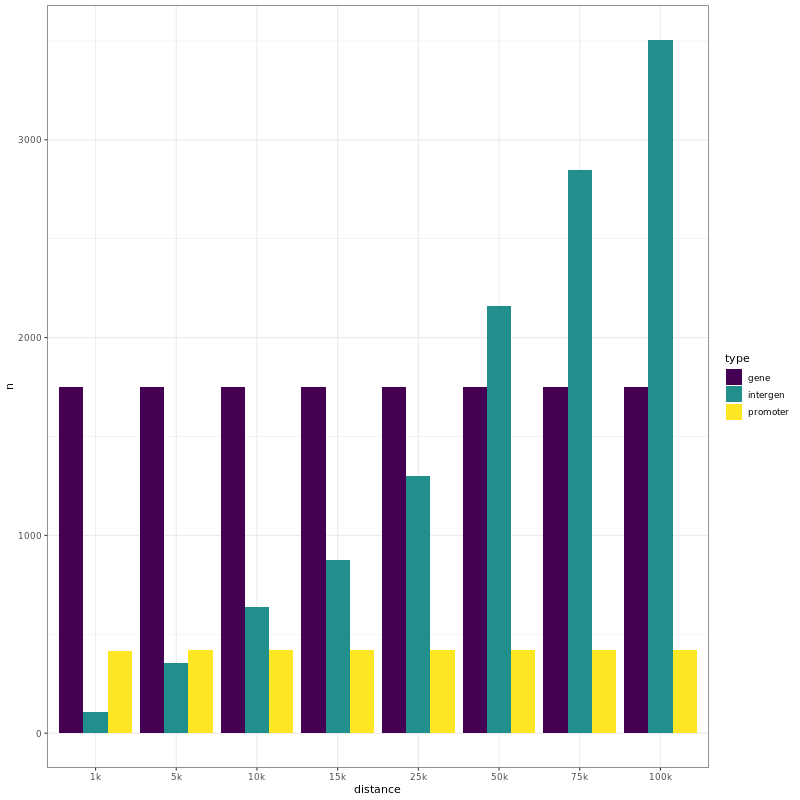 3000
2000
1000
0
n
1k 5k 10k 15k 25k 50k 75k 100k
distance
type
gene
intergen
promoter